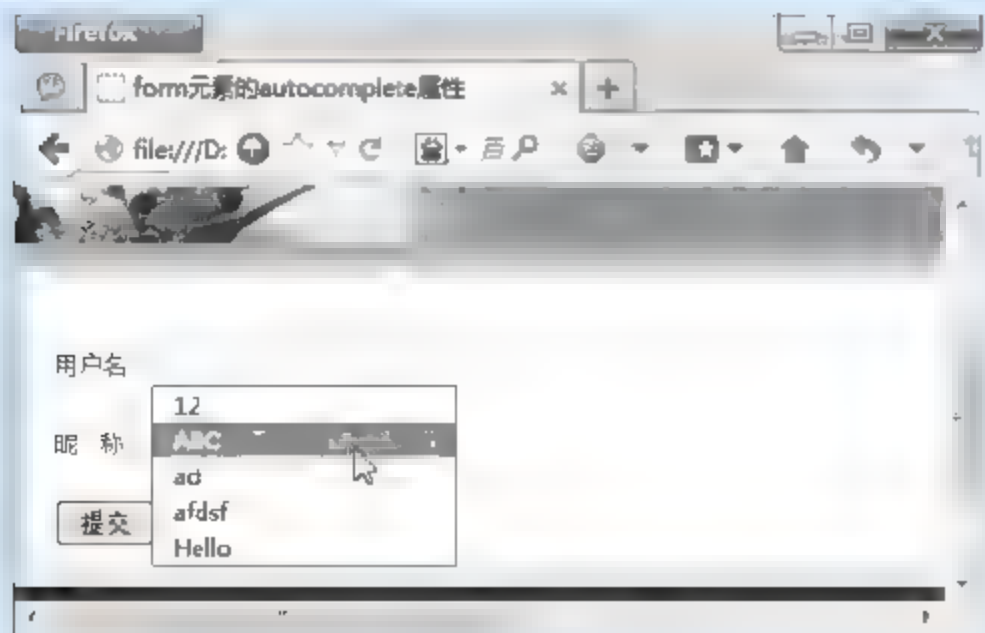 Firefox
form元素的autocomplete属性
file:///D:
用户名
12
昵 称
ABC
ad
afdsf
提交
Hello